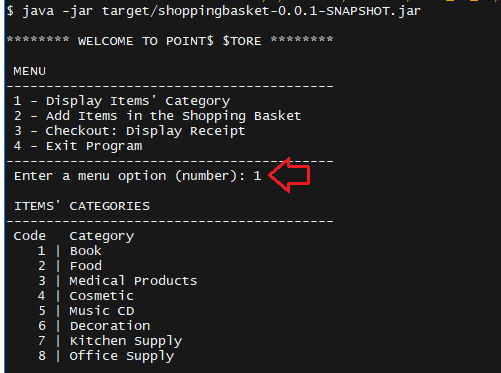 $ java -jar target/shoppingbasket-0.0.1-SNAPSHOT.jar
******** WELCOME TO POINT$ $TORE ********
MENU
-----------------------------------------
1 - Display Items' Category
2 - Add Items in the Shopping Basket
3 - Checkout: Display Receipt
4 - Exit Program
-----------------------------------------
Enter a menu option (number): 1
ITEMS' CATEGORIES
-----------------------------------------
Code   Category
1 | Book
2 | Food
3 | Medical Products
4 | Cosmetic
5 | Music CD
6 | Decoration
7 | Kitchen Supply
8 | Office Supply